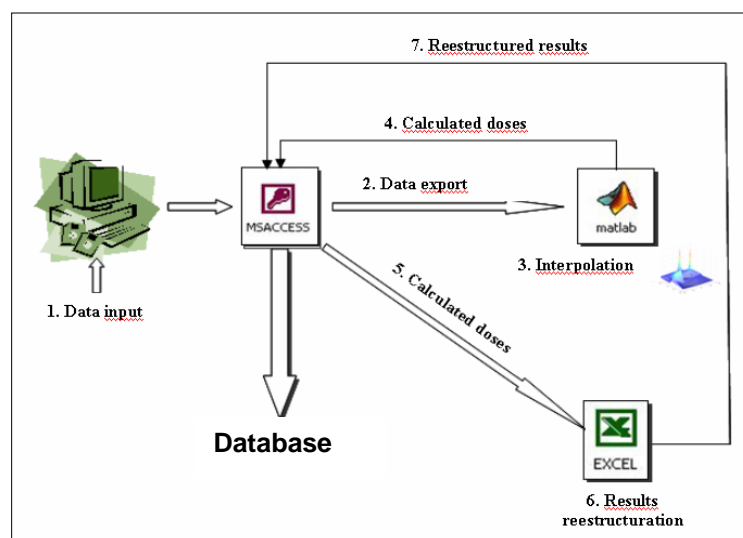 7. Reestructured results
4. Calculated doses
2. Data export
MSACCESS
matlab
3. Interpolation
1. Data input
5. Calculated doses
Database
EXCEL
6. Results
reestructuration